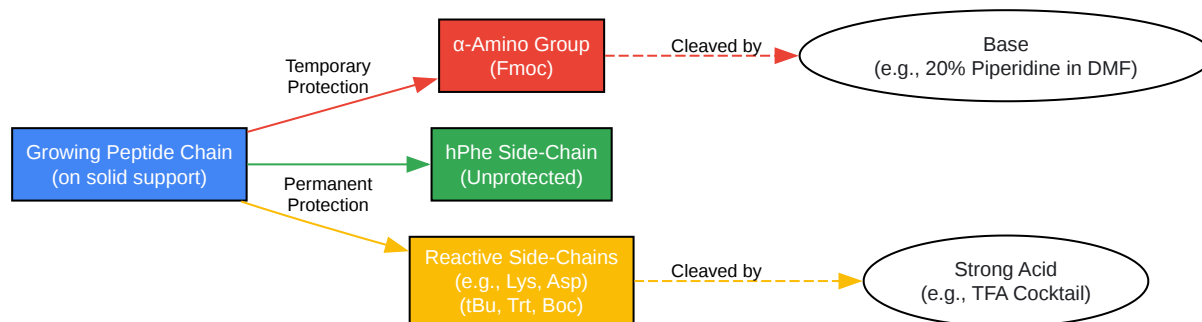 α-Amino Group
(Fmoc)
Cleaved by
Base
(e.g., 20% Piperidine in DMF)
Temporary
Protection
Growing Peptide Chain
(on solid support)
hPhe Side-Chain
(Unprotected)
Permanent
Protection
Reactive Side-Chains
(e.g., Lys, Asp)
(tBu, Trt, Boc)
Cleaved by
Strong Acid
(e.g., TFA Cocktail)